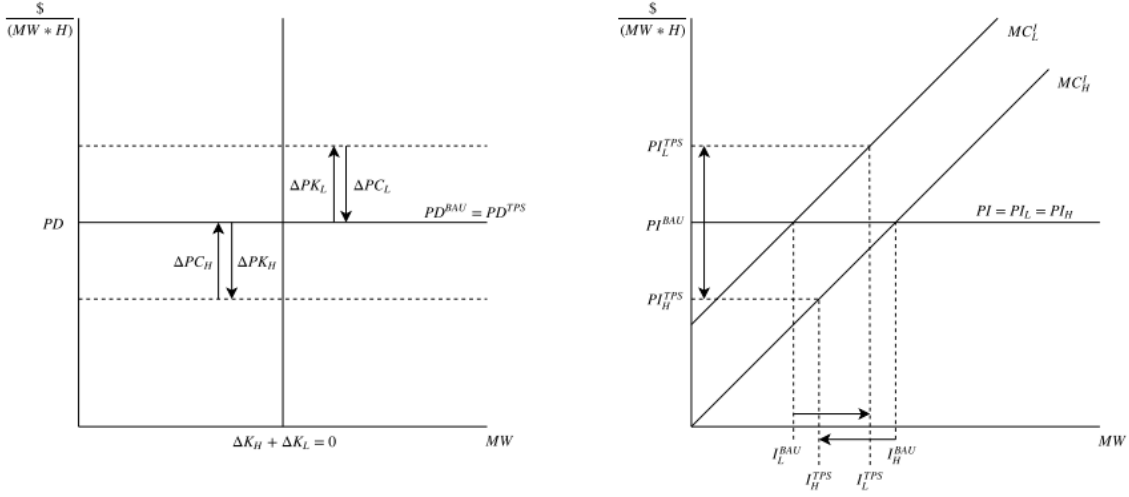 $
(MW ∗ H)
ΔPK_L
ΔPC_L
PD^{BAU} = PD^{TPS}
PD
ΔPC_H
ΔPK_H
ΔK_H + ΔK_L = 0
MW
$
(MW ∗ H)
MC_L^I
MC_H^I
PI_L^{TPS}
PI^{BAU}
PI = PI_L = PI_H
PI_H^{TPS}
MW
I_L^{BAU}
I_H^{BAU}
I_H^{TPS}
I_L^{TPS}